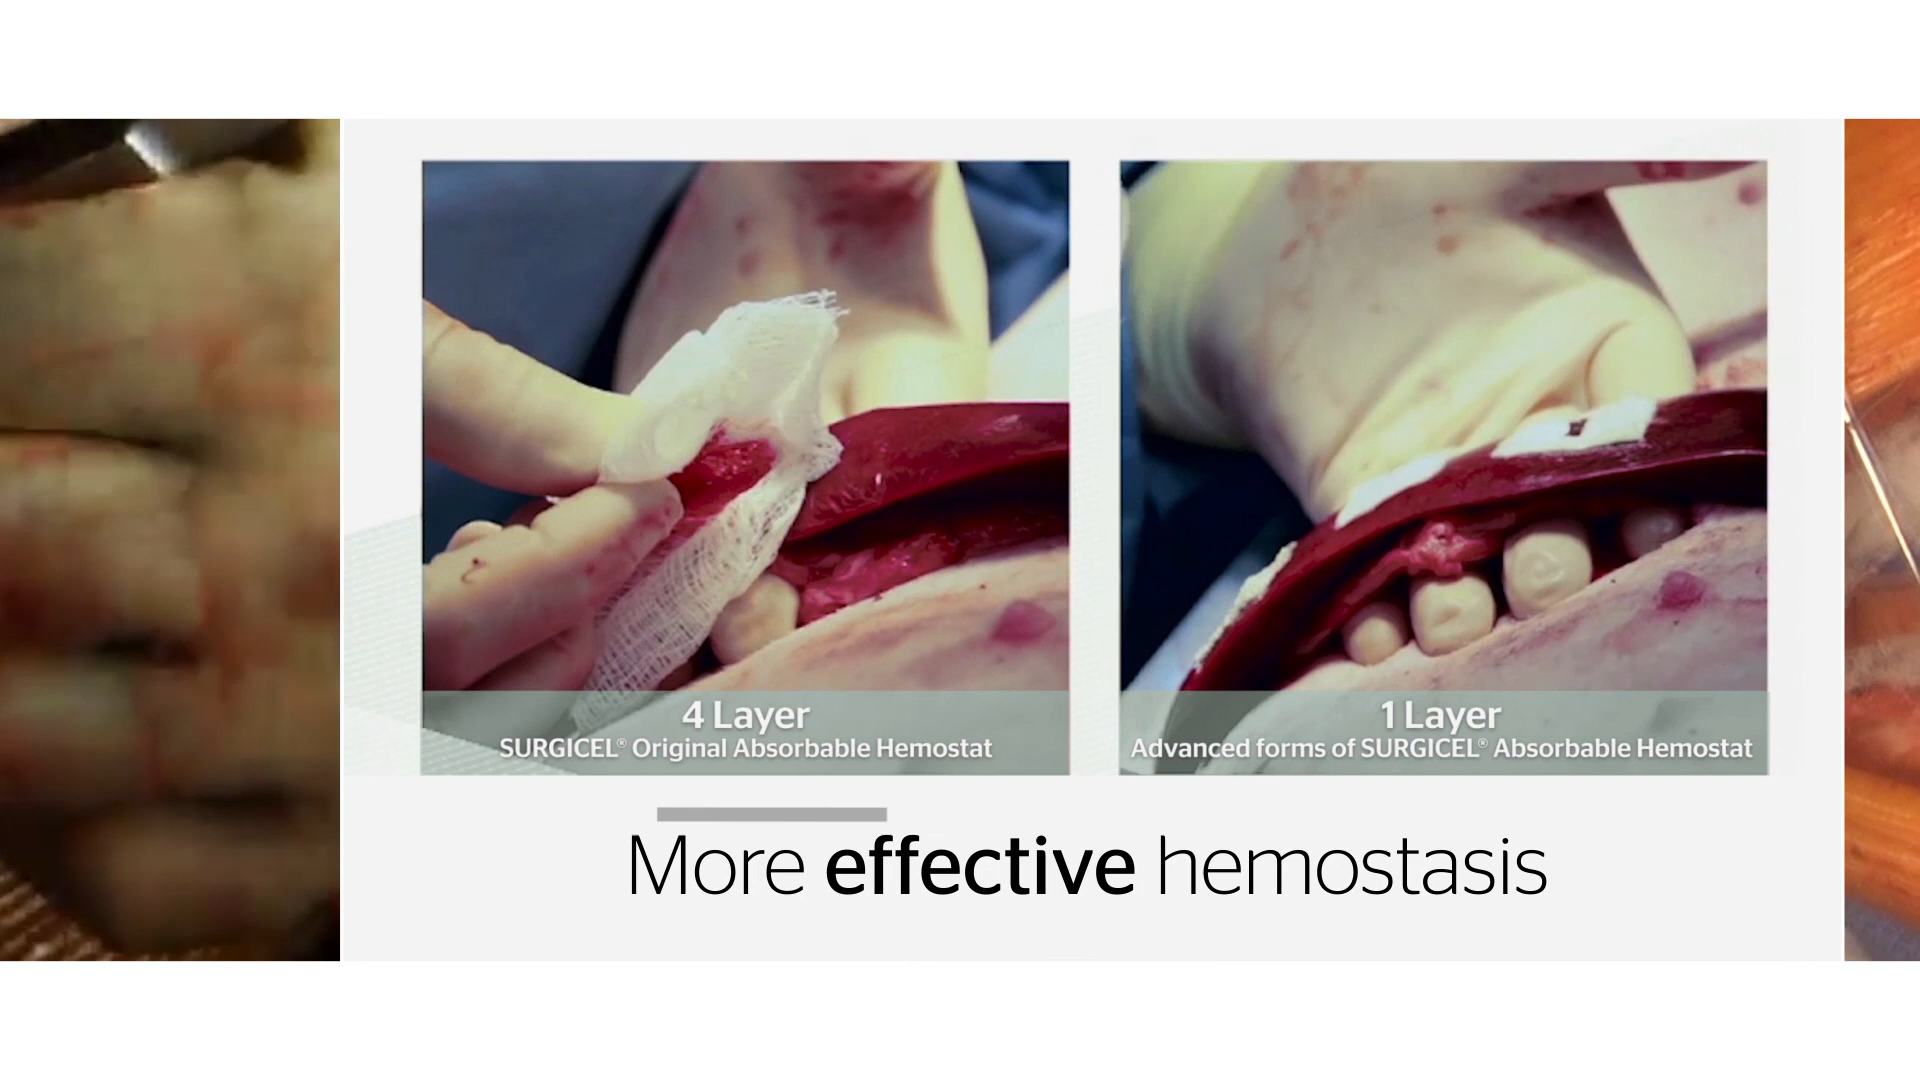 4 Layer
SURGICEL® Original Absorbable Hemostat
1 Layer
Advanced forms of SURGICEL® Absorbable Hemostat
More effective hemostasis